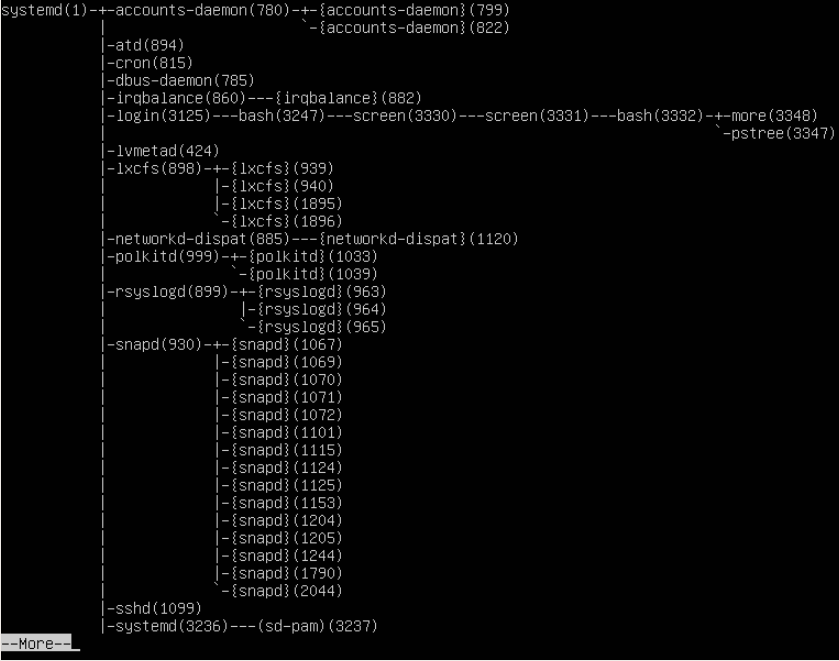 systemd(1)-+-accounts-daemon(780)-+-{accounts-daemon}(799)
           |                      `-{accounts-daemon}(822)
           |-atd(894)
           |-cron(815)
           |-dbus-daemon(785)
           |-irqbalance(860)---{irqbalance}(882)
           |-login(3125)---bash(3247)---screen(3330)---screen(3331)---bash(3332)-+-more(3348)
           |                                                                     `-pstree(3347)
           |-lvmetad(424)
           |-lxcfs(898)-+-{lxcfs}(939)
           |            |-{lxcfs}(940)
           |            |-{lxcfs}(1895)
           |            `-{lxcfs}(1896)
           |-networkd-dispat(885)---{networkd-dispat}(1120)
           |-polkitd(999)-+-{polkitd}(1033)
           |              `-{polkitd}(1039)
           |-rsyslogd(899)-+-{rsyslogd}(963)
           |               |-{rsyslogd}(964)
           |               `-{rsyslogd}(965)
           |-snapd(930)-+-{snapd}(1067)
           |            |-{snapd}(1069)
           |            |-{snapd}(1070)
           |            |-{snapd}(1071)
           |            |-{snapd}(1072)
           |            |-{snapd}(1101)
           |            |-{snapd}(1115)
           |            |-{snapd}(1124)
           |            |-{snapd}(1125)
           |            |-{snapd}(1153)
           |            |-{snapd}(1204)
           |            |-{snapd}(1205)
           |            |-{snapd}(1244)
           |            |-{snapd}(1790)
           |            `-{snapd}(2044)
           |-sshd(1099)
           |-systemd(3236)---(sd-pam)(3237)
--More--_